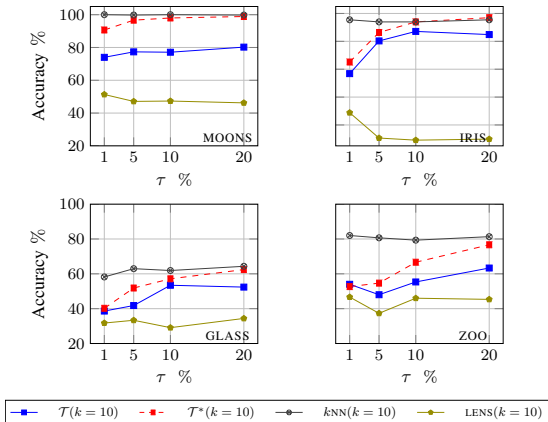 100
80
60
40
20
Accuracy %
MOONS
IRIS
1 5 10 20
1 5 10 20
τ %
τ %
100
80
60
40
20
Accuracy %
GLASS
ZOO
1 5 10 20
1 5 10 20
τ %
τ %
𝒯(k = 10) 𝒯*(k = 10) kNN(k = 10) LENS(k = 10)